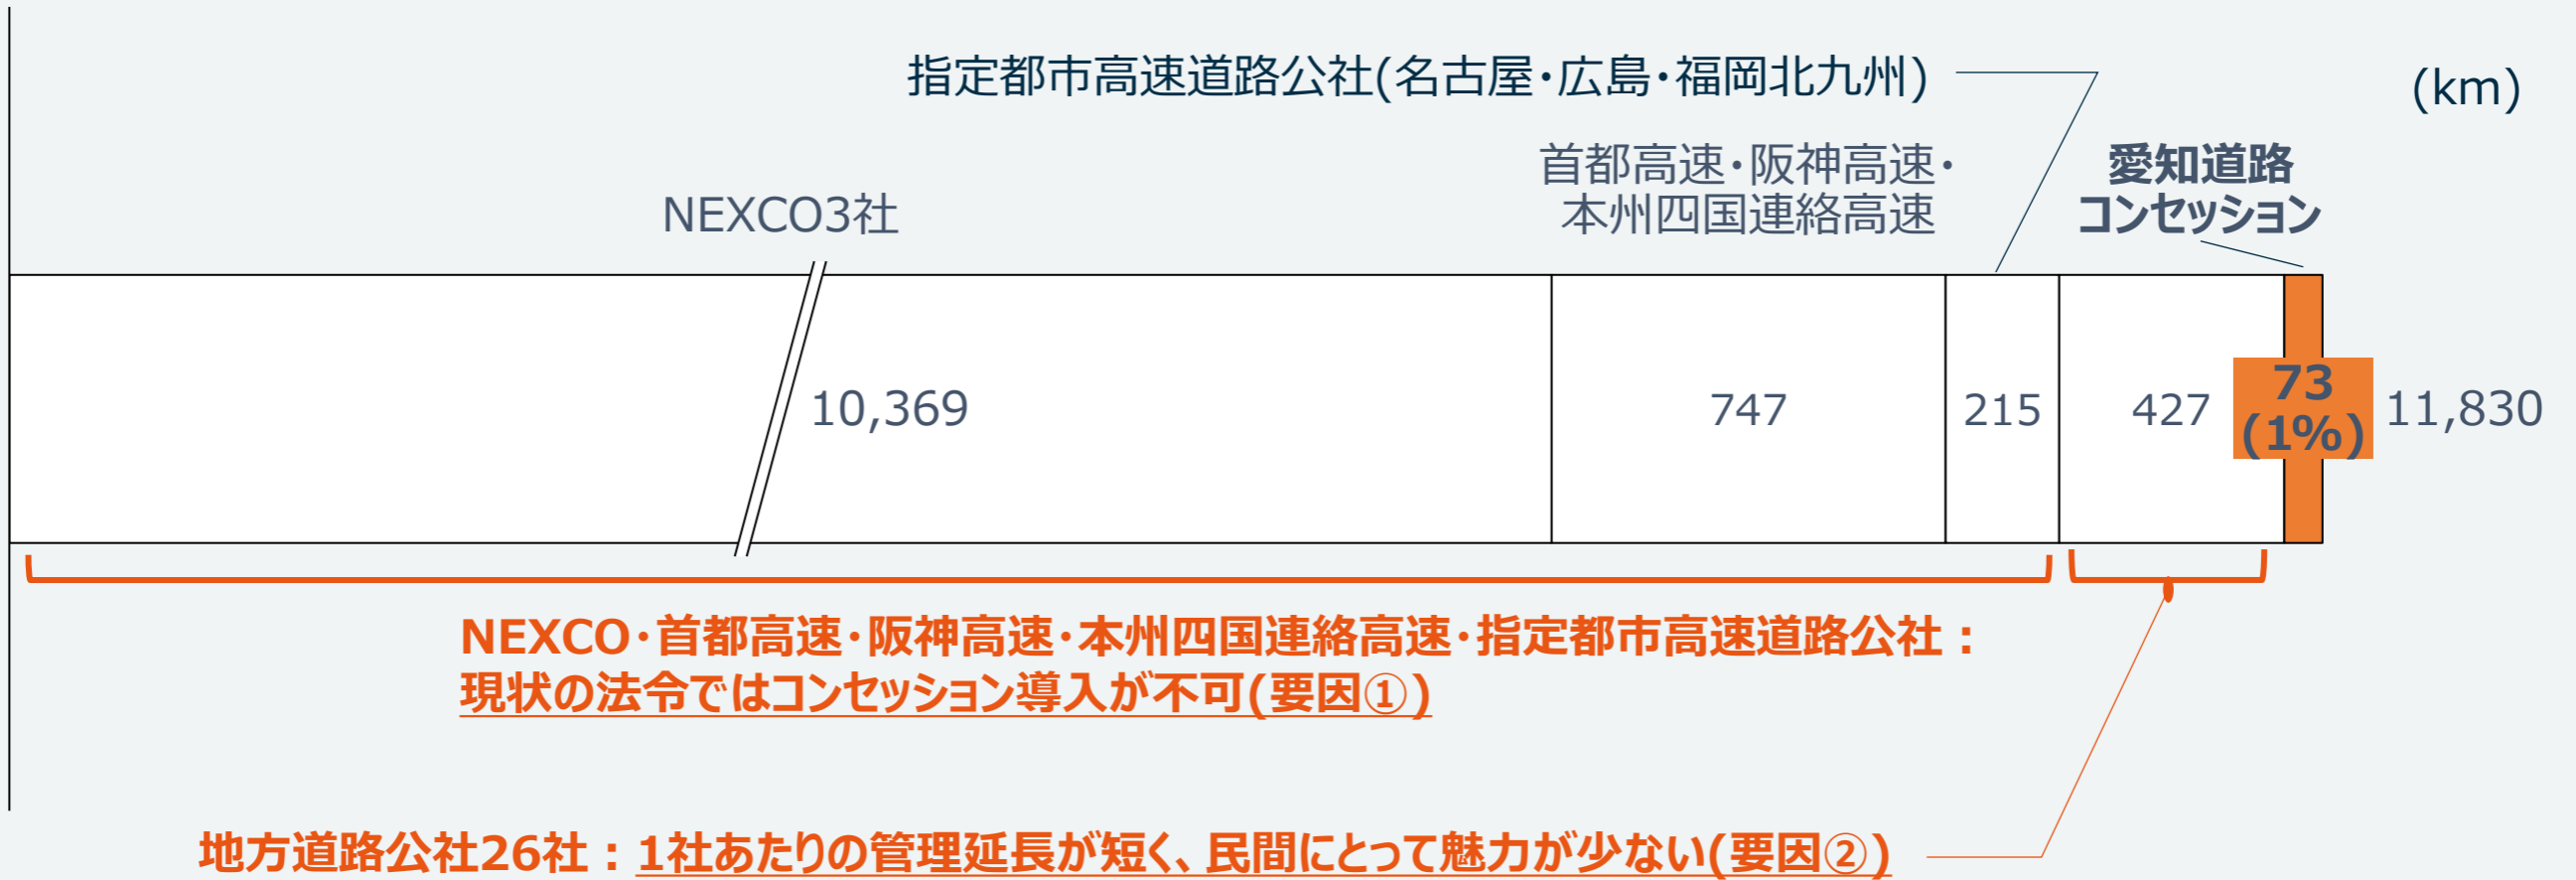 指定都市高速道路公社(名古屋・広島・福岡北九州)
(km)
NEXCO3社
首都高速・阪神高速・
本州四国連絡高速
愛知道路
コンセッション
10,369
747
215
427
73
(1%)
11,830
NEXCO・首都高速・阪神高速・本州四国連絡高速・指定都市高速道路公社：
現状の法令ではコンセッション導入が不可(要因①)
地方道路公社26社：1社あたりの管理延長が短く、民間にとって魅力が少ない(要因②)